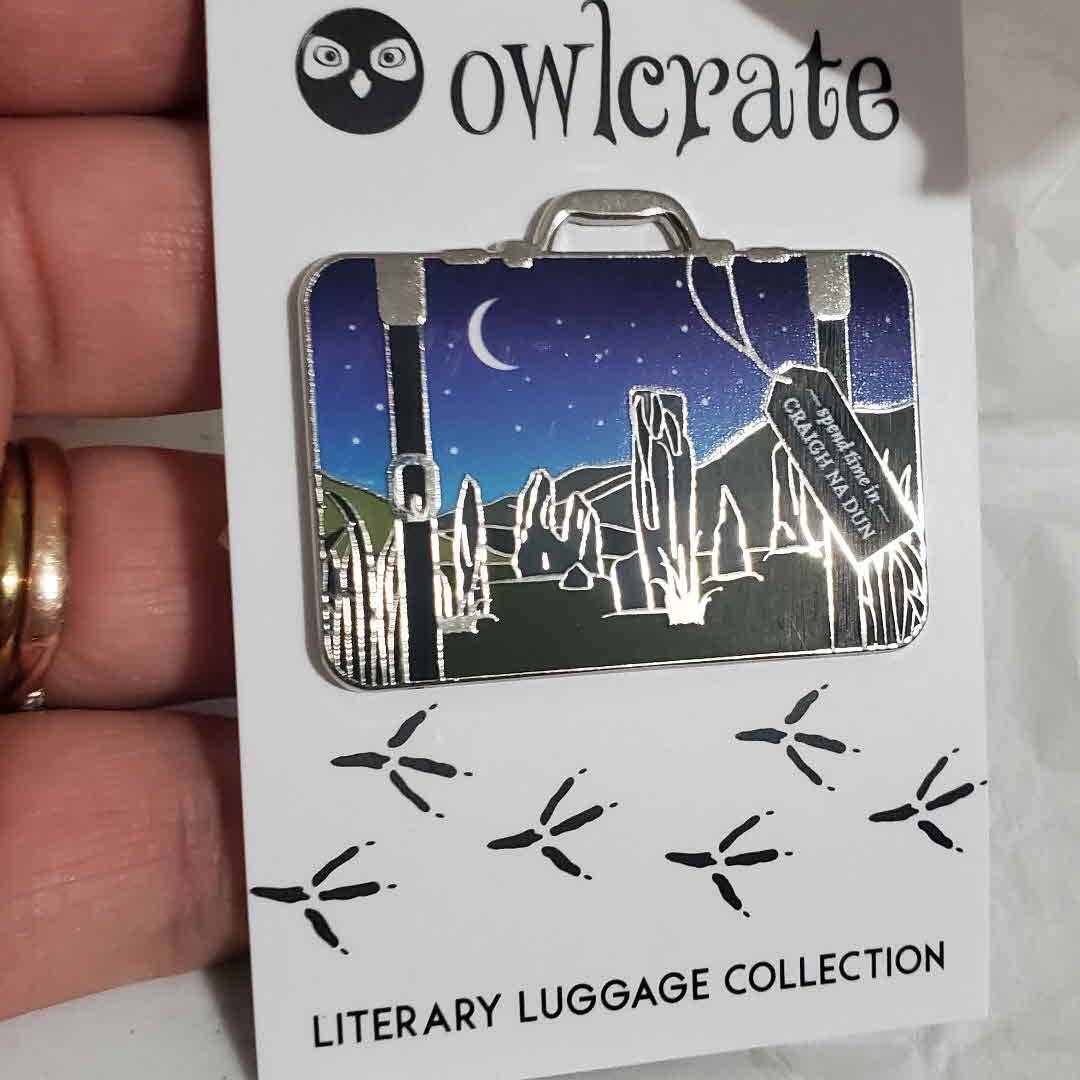 owlcrate
— spend time in —
CRAIGH NA DUN
LITERARY LUGGAGE COLLECTION